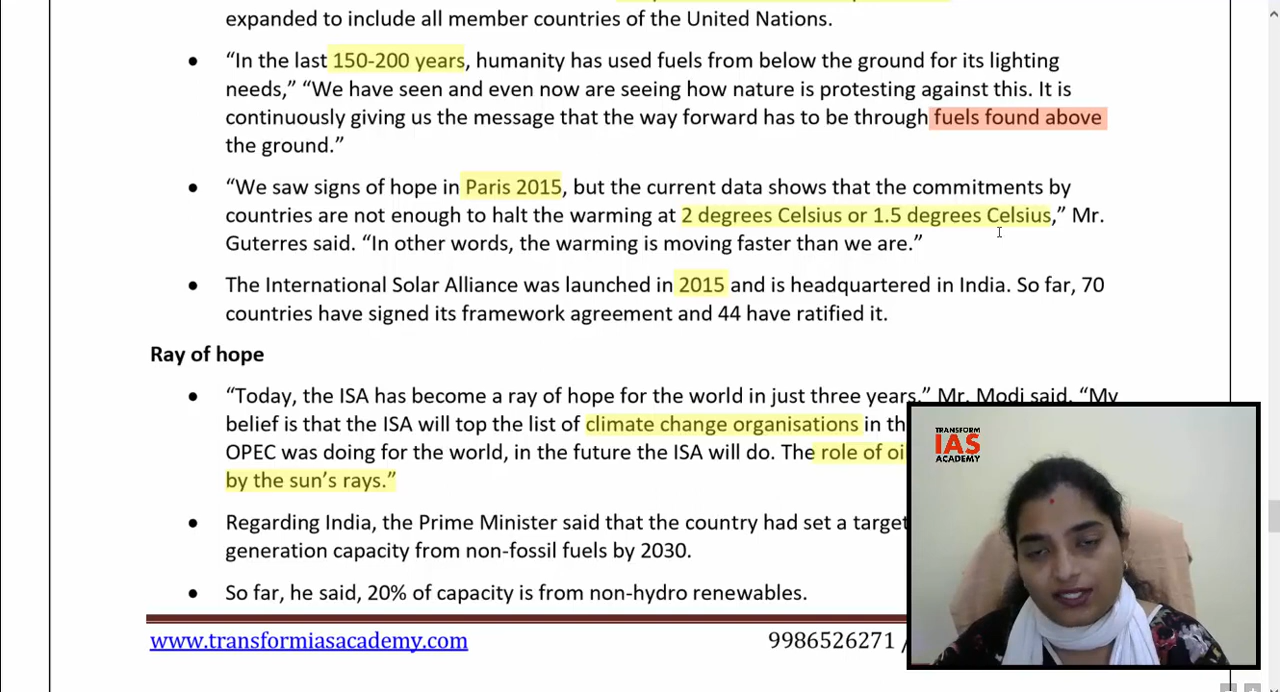 expanded to include all member countries of the United Nations.
• “In the last 150-200 years, humanity has used fuels from below the ground for its lighting
needs,” “We have seen and even now are seeing how nature is protesting against this. It is
continuously giving us the message that the way forward has to be through fuels found above
the ground.”
• “We saw signs of hope in Paris 2015, but the current data shows that the commitments by
countries are not enough to halt the warming at 2 degrees Celsius or 1.5 degrees Celsius,” Mr.
Guterres said. “In other words, the warming is moving faster than we are.”
• The International Solar Alliance was launched in 2015 and is headquartered in India. So far, 70
countries have signed its framework agreement and 44 have ratified it.
Ray of hope
• “Today, the ISA has become a ray of hope for the world in just three years,” Mr. Modi said. “My
belief is that the ISA will top the list of climate change organisations in
OPEC was doing for the world, in the future the ISA will do. The role of
by the sun’s rays.”
• Regarding India, the Prime Minister said that the country had set a target
generation capacity from non-fossil fuels by 2030.
• So far, he said, 20% of capacity is from non-hydro renewables.
www.transformiasacademy.com
9986526271 /
TRANSFORM
IAS
ACADEMY